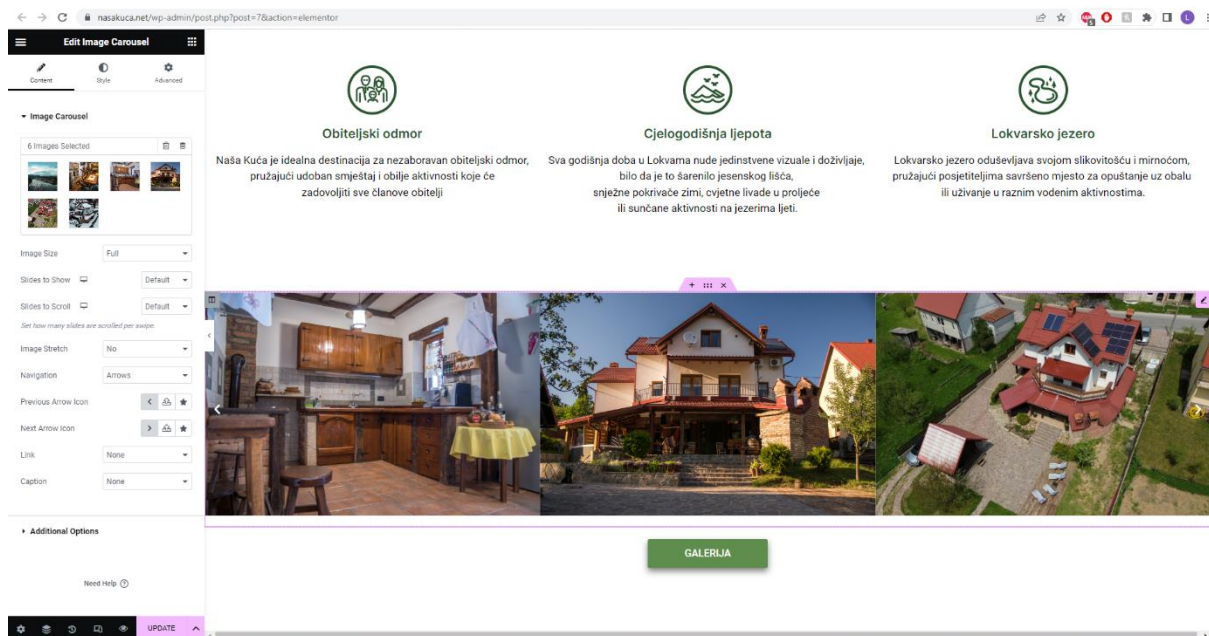 nasakuca.net/wp-admin/post.php?post=7&action=elementor
Edit Image Carousel
Content
Style
Advanced
Image Carousel
6 Images Selected
Image Size
Full
Slides to Show
Default
Slides to Scroll
Default
Set how many slides are scrolled per swipe.
Image Stretch
No
Navigation
Arrows
Previous Arrow Icon
Next Arrow Icon
Link
None
Caption
None
Additional Options
Need Help
UPDATE
Obiteljski odmor
Naša Kuća je idealna destinacija za nezaboravan obiteljski odmor,
pružajući udoban smještaj i obilje aktivnosti koje će
zadovoljiti sve članove obitelji
Cjelogodišnja ljepota
Sva godišnja doba u Lokvama nude jedinstvene vizuale i doživljaje,
bilo da je to šarenilo jesenskog lišća,
snježne pokrivače zimi, cvjetne livade u proljeće
ili sunčane aktivnosti na jezerima ljeti.
Lokvarsko jezero
Lokvarsko jezero oduševljava svojom slikovitošću i mirnoćom,
pružajući posjetiteljima savršeno mjesto za opuštanje uz obalu
ili uživanje u raznim vodenim aktivnostima.
GALERIJA